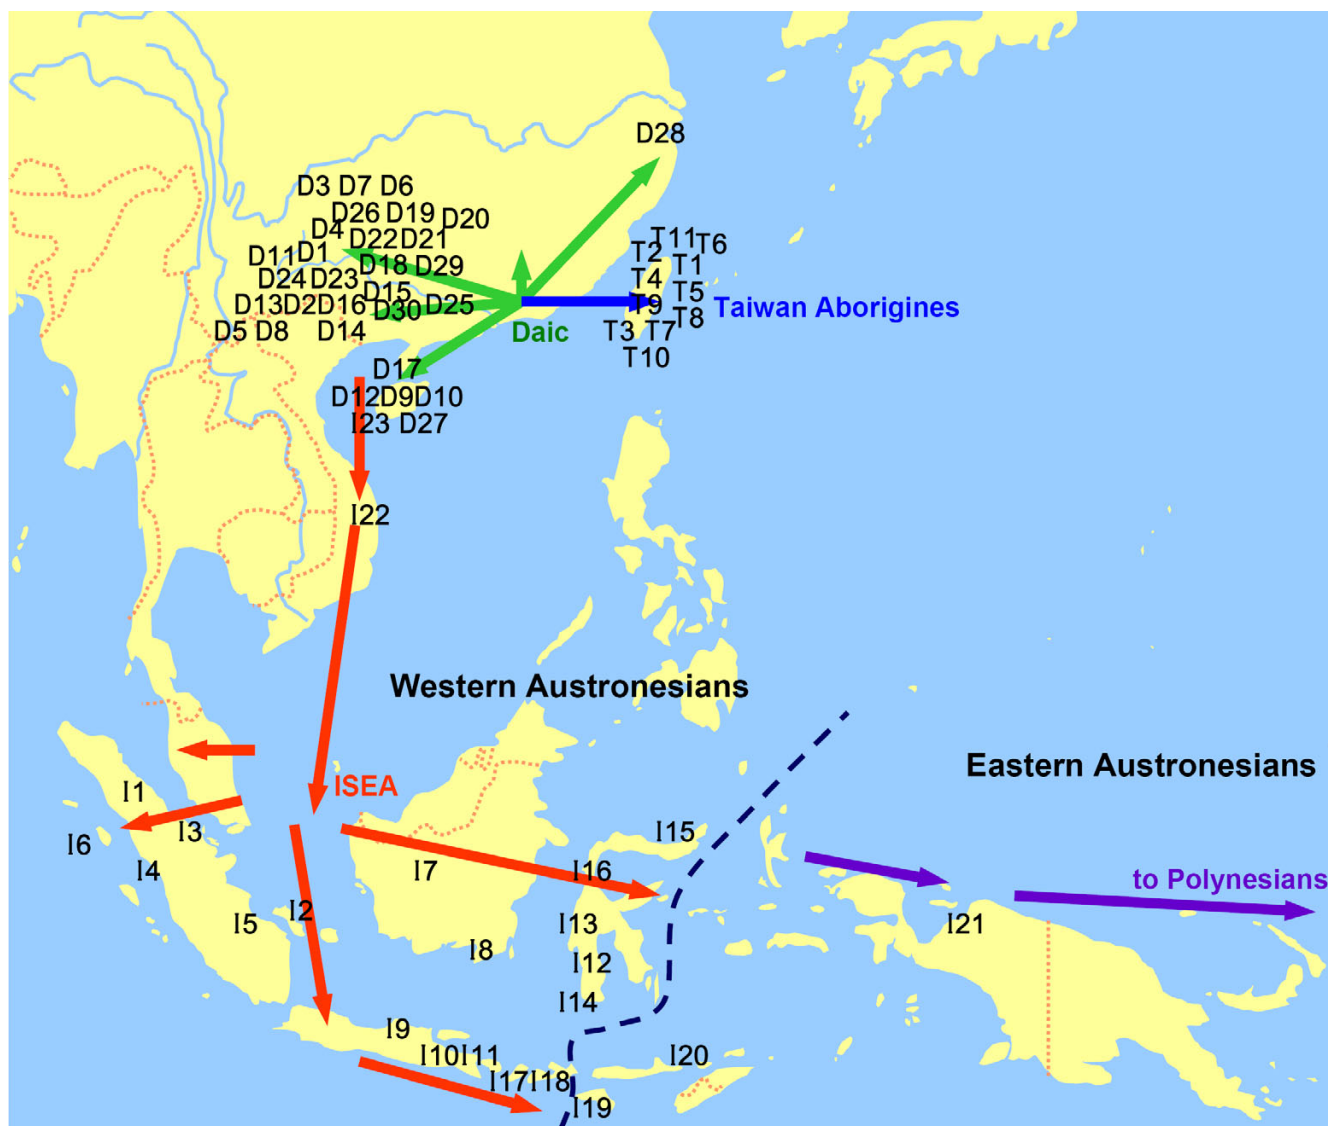 D28
D3 D7 D6
D26 D19 D20
D4 D22 D21
D11 D1
D18 D29
D24 D23
D15
D13 D2 D16 D30 D25
D5 D8 D14
T11 T6
T2
T1
T4
T5
T9
T8
T3 T7
T10
Taiwan Aborigines
Daic
D17
D12 D9 D10
I23 D27
I22
Western Austronesians
Eastern Austronesians
ISEA
I1
I3
I6
I4
I15
I7
I16
to Polynesians
I2
I5
I13
I21
I8
I12
I14
I9
I10 I11
I20
I17 I18
I19